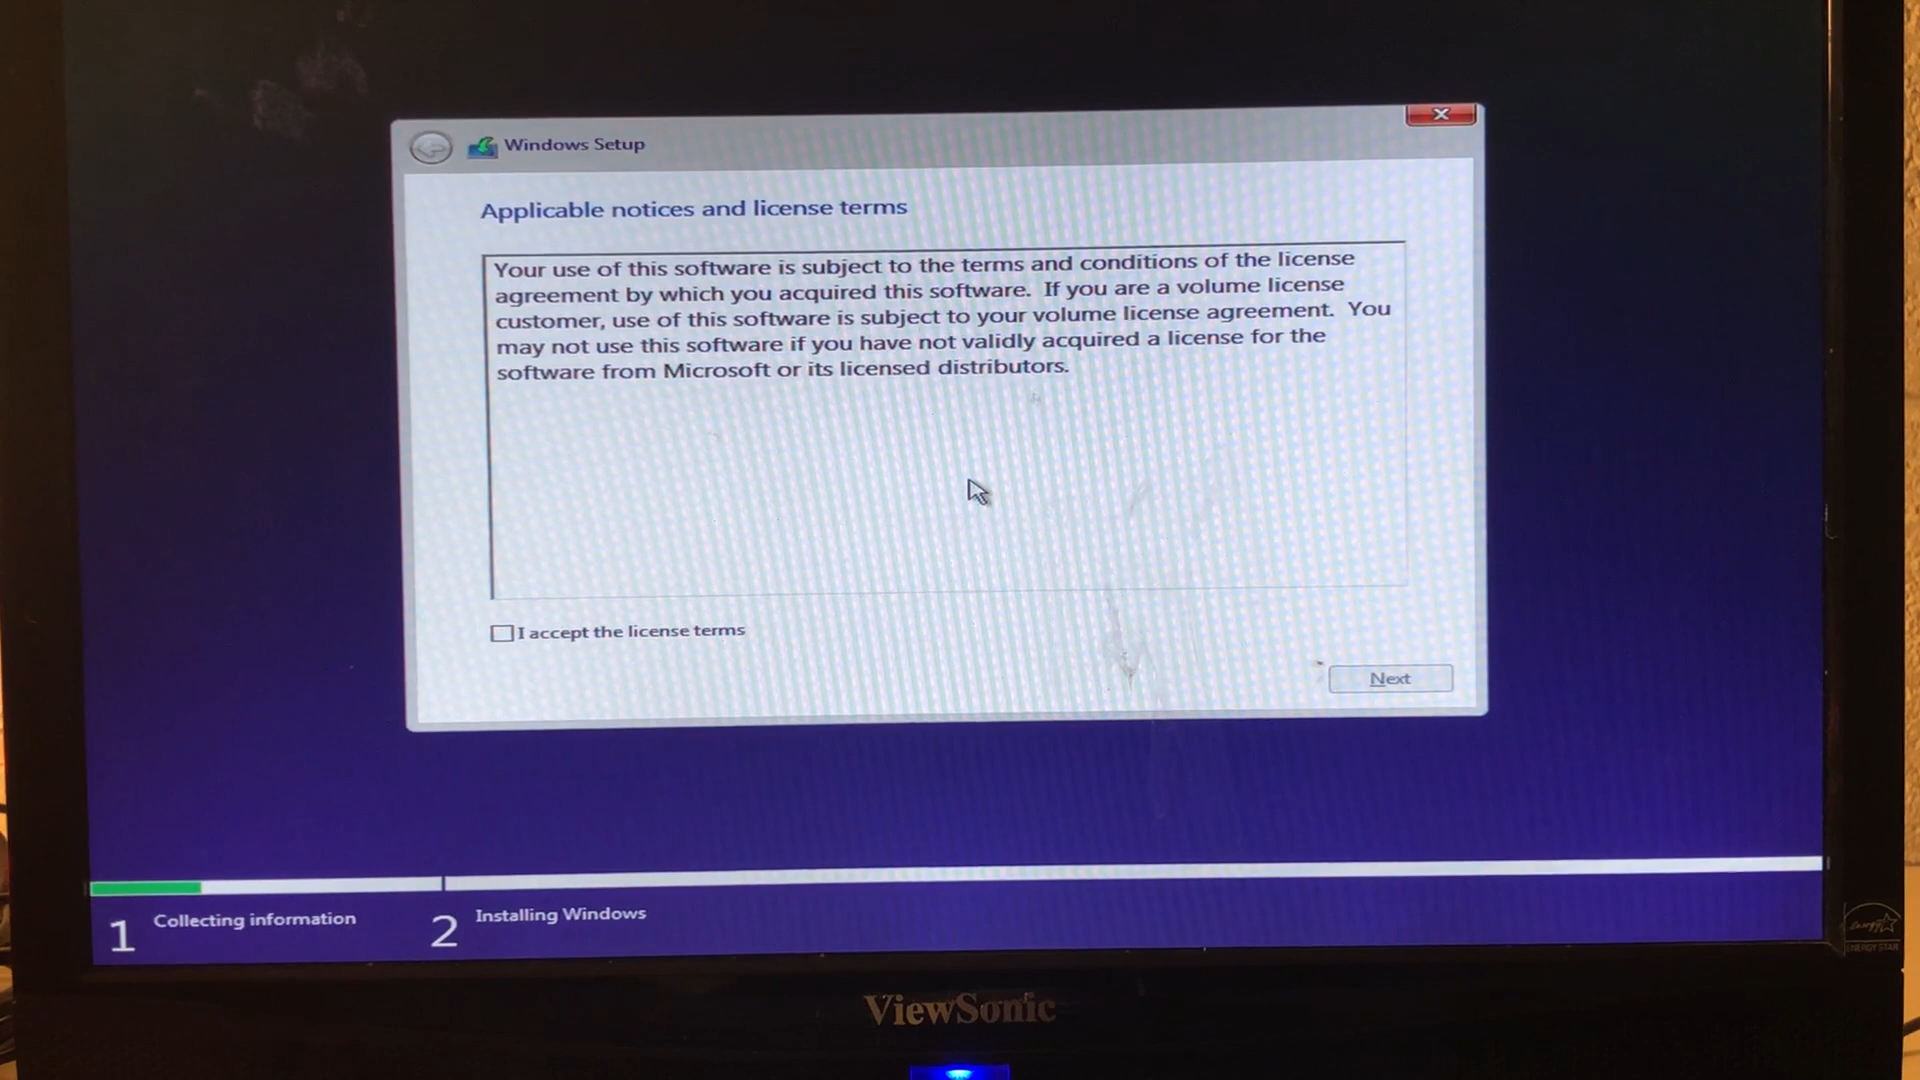 Windows Setup
Applicable notices and license terms
Your use of this software is subject to the terms and conditions of the license
agreement by which you acquired this software.  If you are a volume license
customer, use of this software is subject to your volume license agreement.  You
may not use this software if you have not validly acquired a license for the
software from Microsoft or its licensed distributors.
I accept the license terms
Next
1 Collecting information
2 Installing Windows
ENERGY STAR
ViewSonic